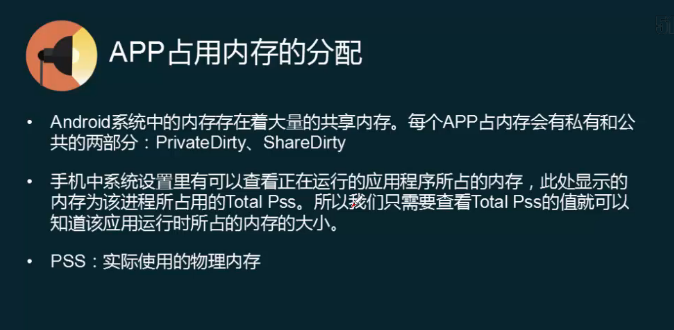 APP占用内存的分配
• Android系统中的内存存在着大量的共享内存。每个APP占内存会有私有和公
共的两部分：PrivateDirty、ShareDirty
• 手机中系统设置里有可以查看正在运行的应用程序所占的内存，此处显示的
内存为该进程所占用的Total Pss。所以我们只需要查看Total Pss的值就可以
知道该应用运行时所占的内存的大小。
• PSS：实际使用的物理内存